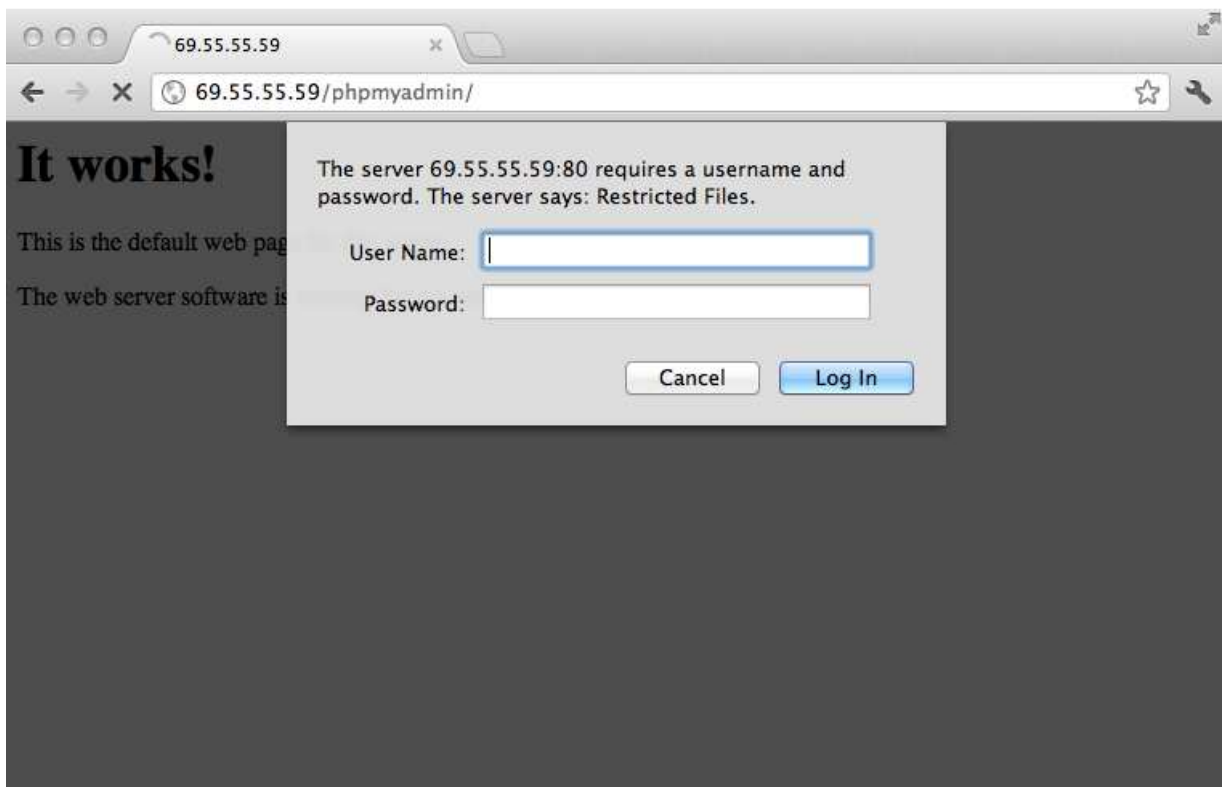 69.55.55.59
69.55.55.59/phpmyadmin/
It works!
The server 69.55.55.59:80 requires a username and
password. The server says: Restricted Files.
This is the default web pag
User Name:
The web server software is
Password:
Cancel
Log In